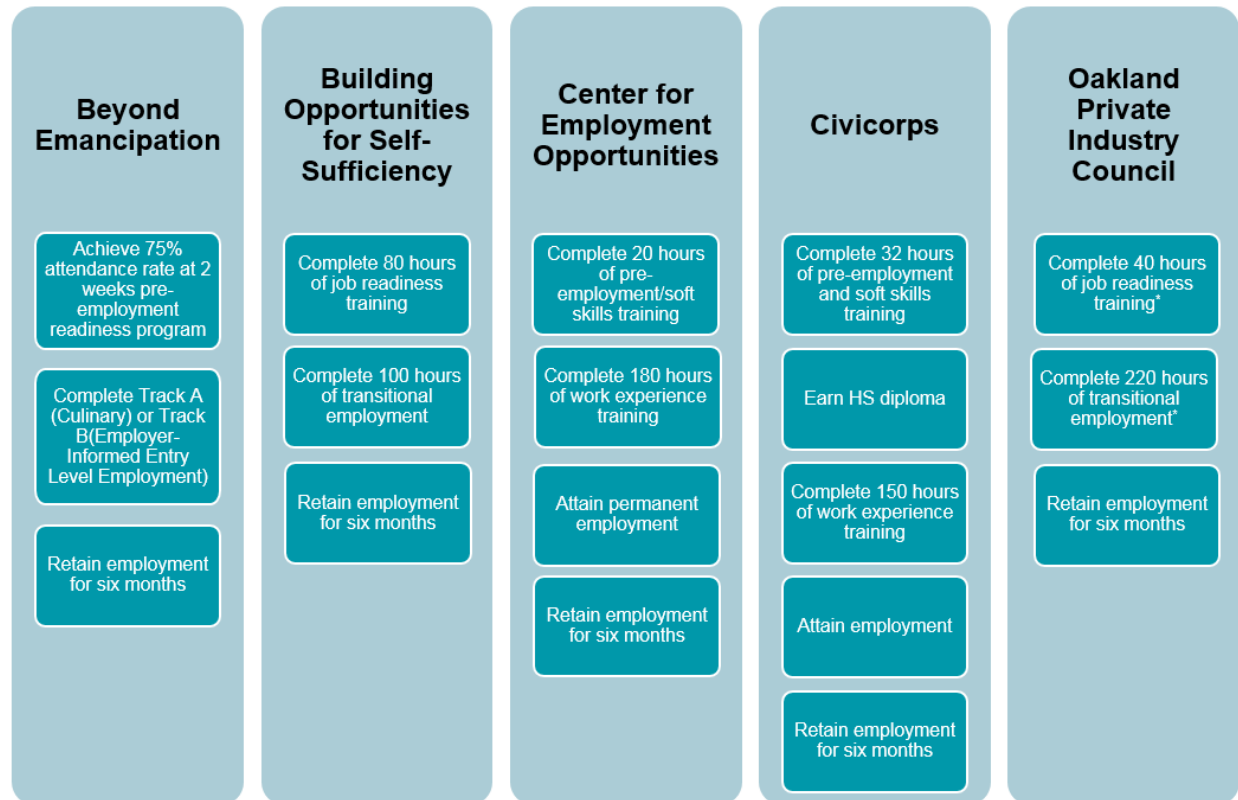 Beyond
Emancipation
Achieve 75%
attendance rate at 2
weeks pre-
employment
readiness program
Complete Track A
(Culinary) or Track
B(Employer-
Informed Entry
Level Employment)
Retain employment
for six months
Building
Opportunities
for Self-
Sufficiency
Complete 80 hours
of job readiness
training
Complete 100 hours
of transitional
employment
Retain employment
for six months
Center for
Employment
Opportunities
Complete 20 hours
of pre-
employment/soft
skills training
Complete 180 hours
of work experience
training
Attain permanent
employment
Retain employment
for six months
Civicorps
Complete 32 hours
of pre-employment
and soft skills
training
Earn HS diploma
Complete 150 hours
of work experience
training
Attain employment
Retain employment
for six months
Oakland
Private
Industry
Council
Complete 40 hours
of job readiness
training*
Complete 220 hours
of transitional
employment*
Retain employment
for six months